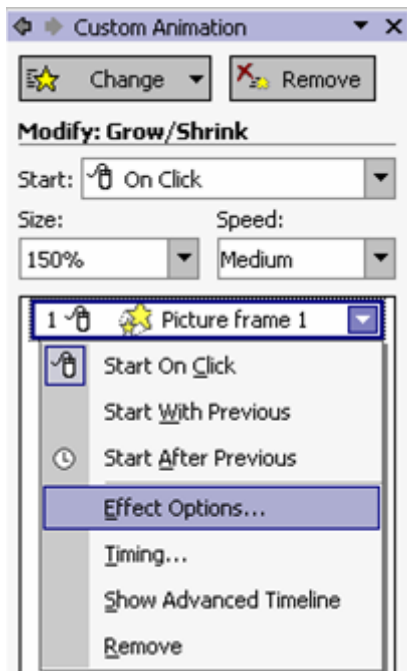 Custom Animation
Change
Remove
Modify: Grow/Shrink
Start: On Click
Size: Speed:
150% Medium
1 Picture frame 1
Start On Click
Start With Previous
Start After Previous
Effect Options...
Timing...
Show Advanced Timeline
Remove